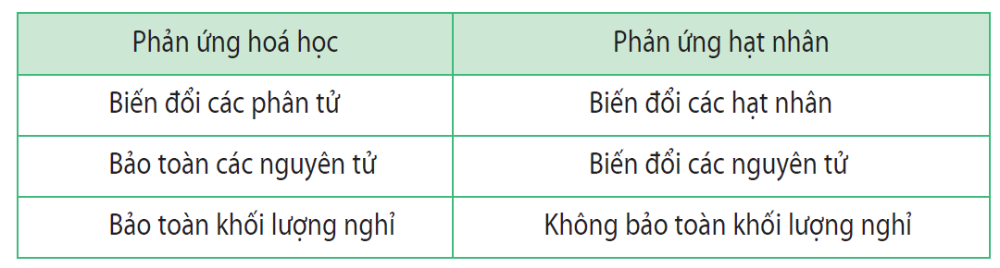 Phản ứng hoá học Phản ứng hạt nhân
Biến đổi các phân tử Biến đổi các hạt nhân
Bảo toàn các nguyên tử Biến đổi các nguyên tử
Bảo toàn khối lượng nghỉ Không bảo toàn khối lượng nghỉ